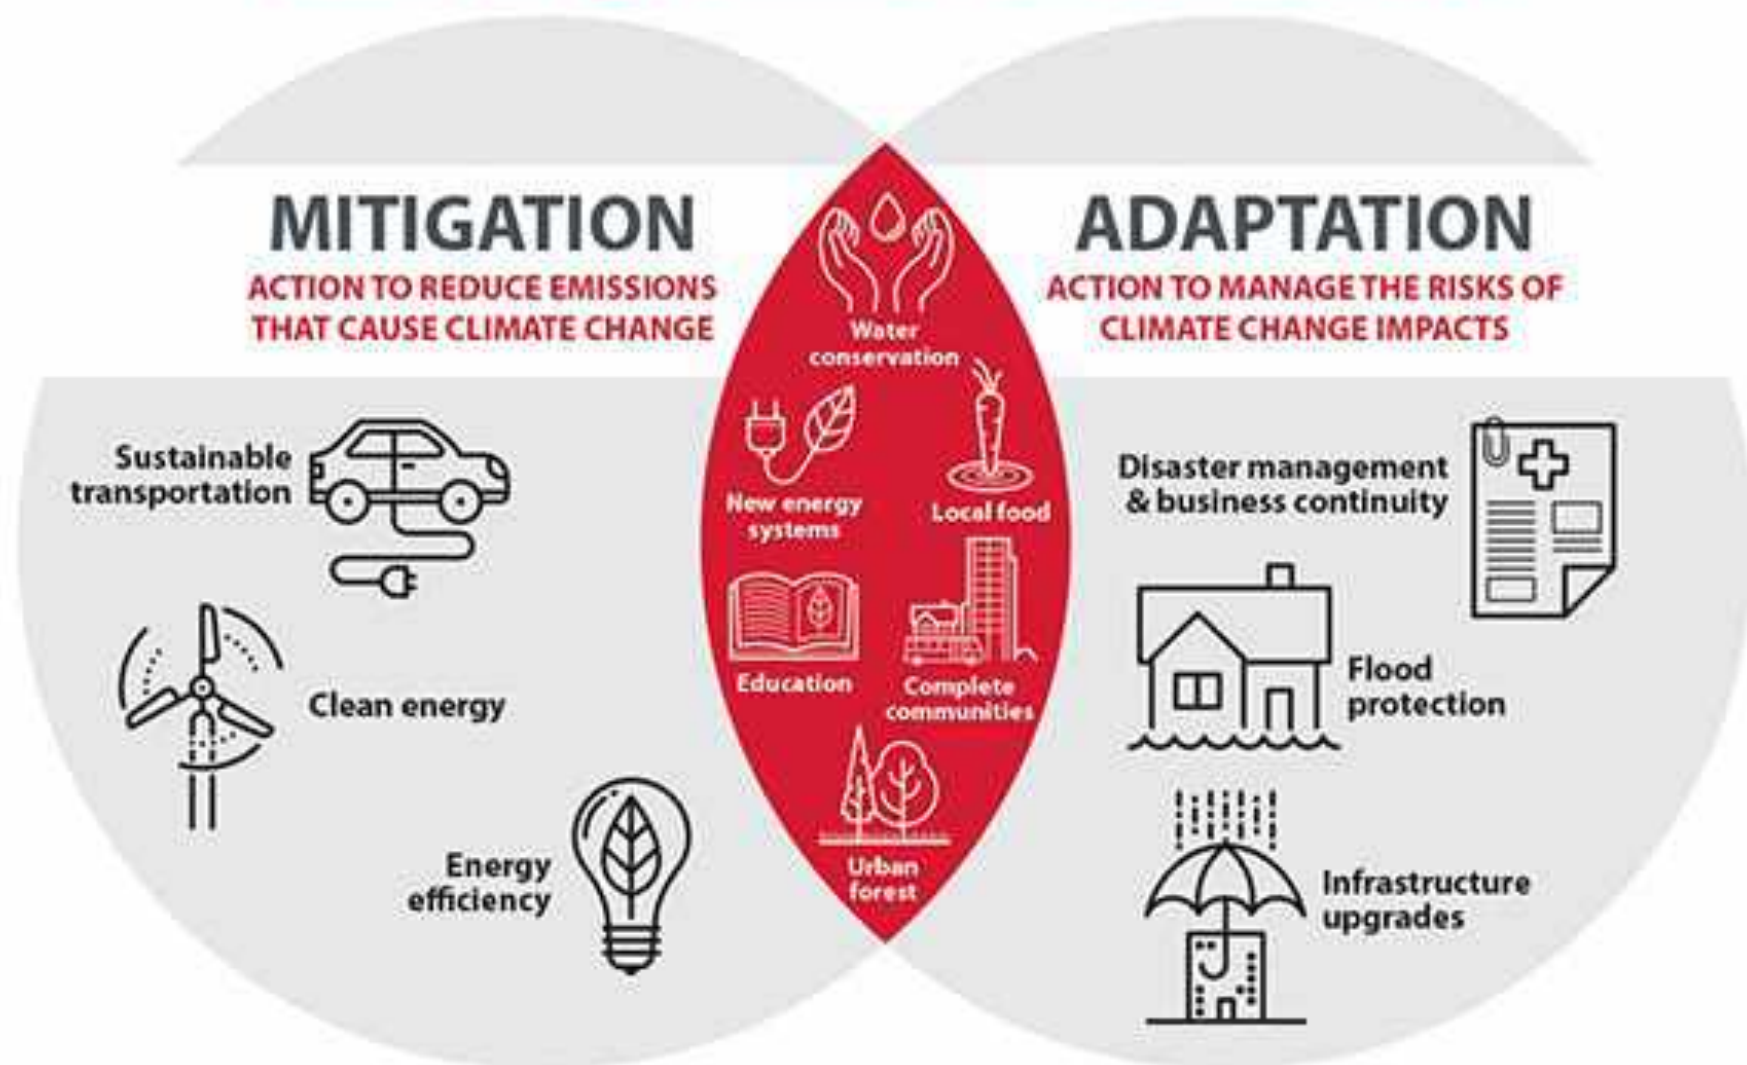 MITIGATION
ACTION TO REDUCE EMISSIONS
THAT CAUSE CLIMATE CHANGE
Sustainable
transportation
Clean energy
Energy
efficiency
Water
conservation
New energy
systems
Local food
Education
Complete
communities
Urban
forest
ADAPTATION
ACTION TO MANAGE THE RISKS OF
CLIMATE CHANGE IMPACTS
Disaster management
& business continuity
Flood
protection
Infrastructure
upgrades